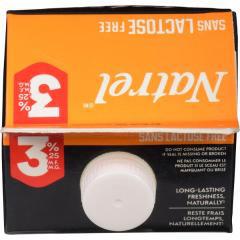 SANS LACTOSE FREE
Natrel
MD/MC
3
.25
%
M.F.
M.G.
SANS LACTOSE FREE
3
.25
%
M.F.
M.G.
DO NOT CONSUME PRODUCT
IF SEAL IS MISSING OR BROKEN
NE PAS CONSOMMER LE
PRODUIT SI LE SCEAU EST
MANQUANT OU BRISÉ
LONG-LASTING
FRESHNESS,
NATURALLY!
RESTE FRAIS
LONGTEMPS,
NATURELLEMENT!